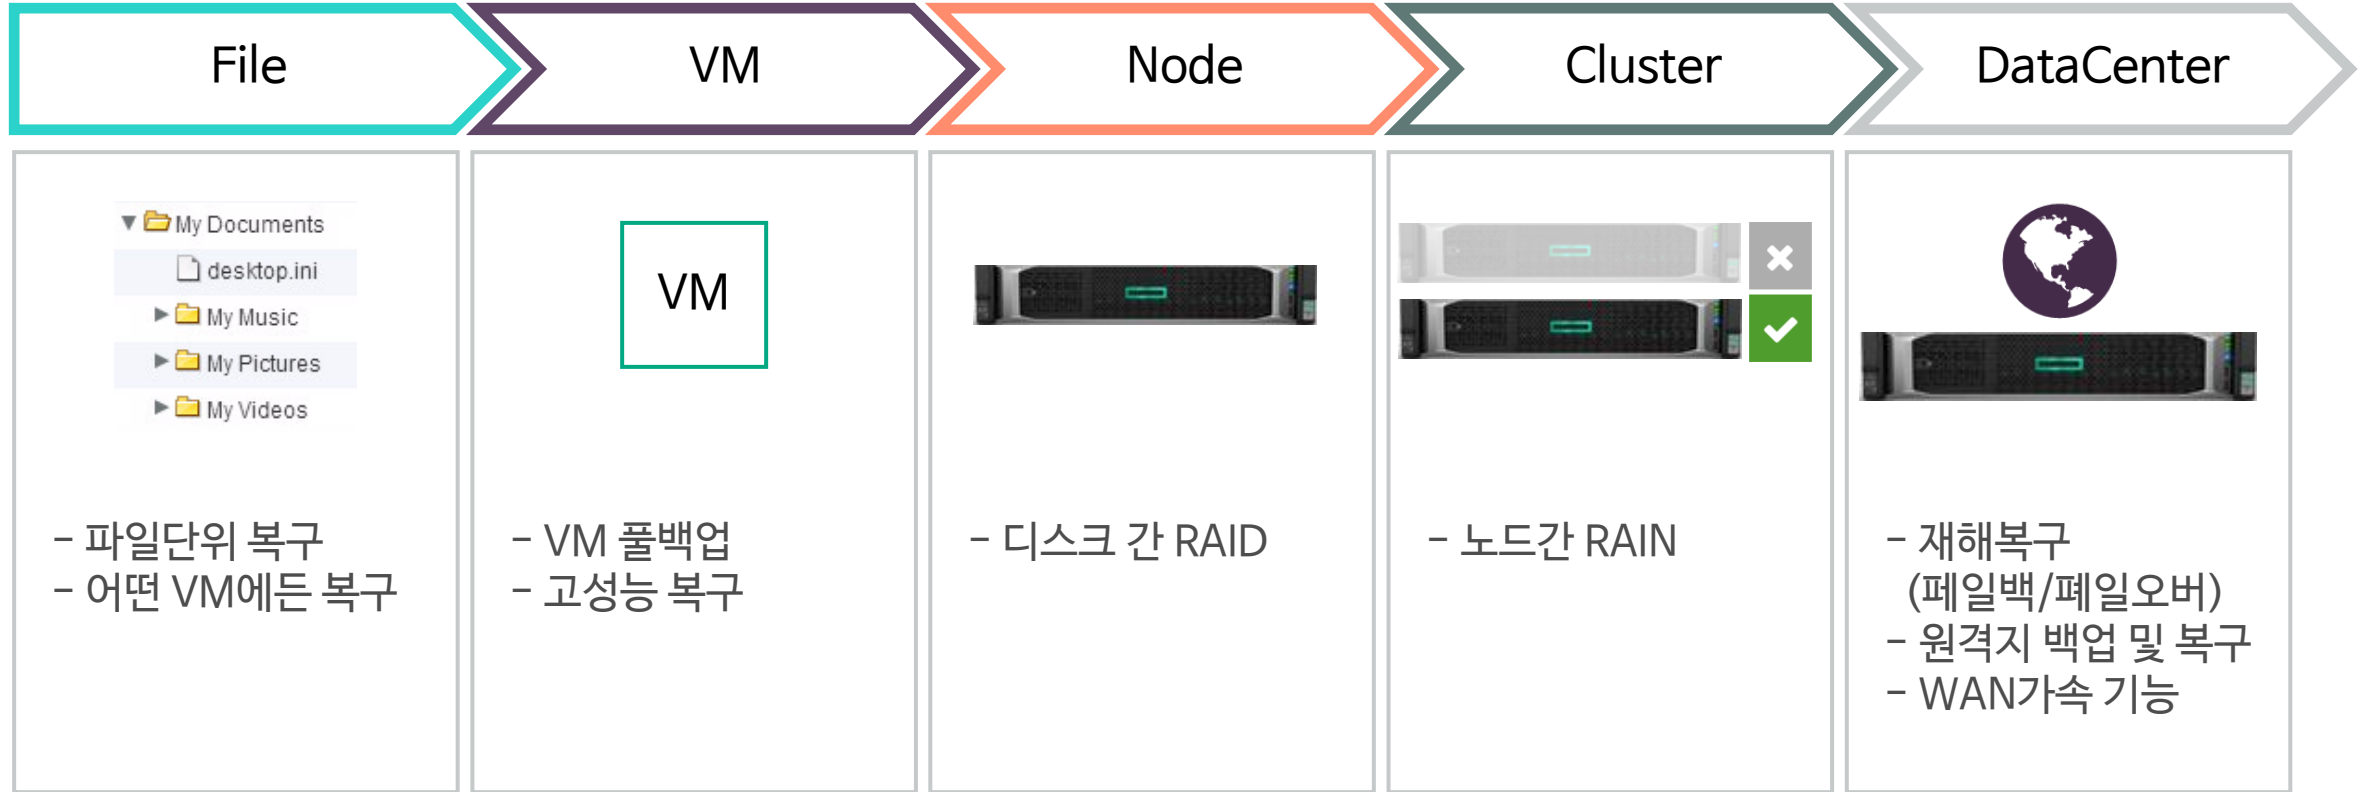 File
VM
Node
Cluster
DataCenter
My Documents
desktop.ini
My Music
My Pictures
My Videos
- 파일단위 복구
- 어떤 VM에든 복구
VM
- VM 풀백업
- 고성능 복구
- 디스크 간 RAID
- 노드간 RAIN
- 재해복구
(페일백/폐일오버)
- 원격지 백업 및 복구
- WAN가속 기능